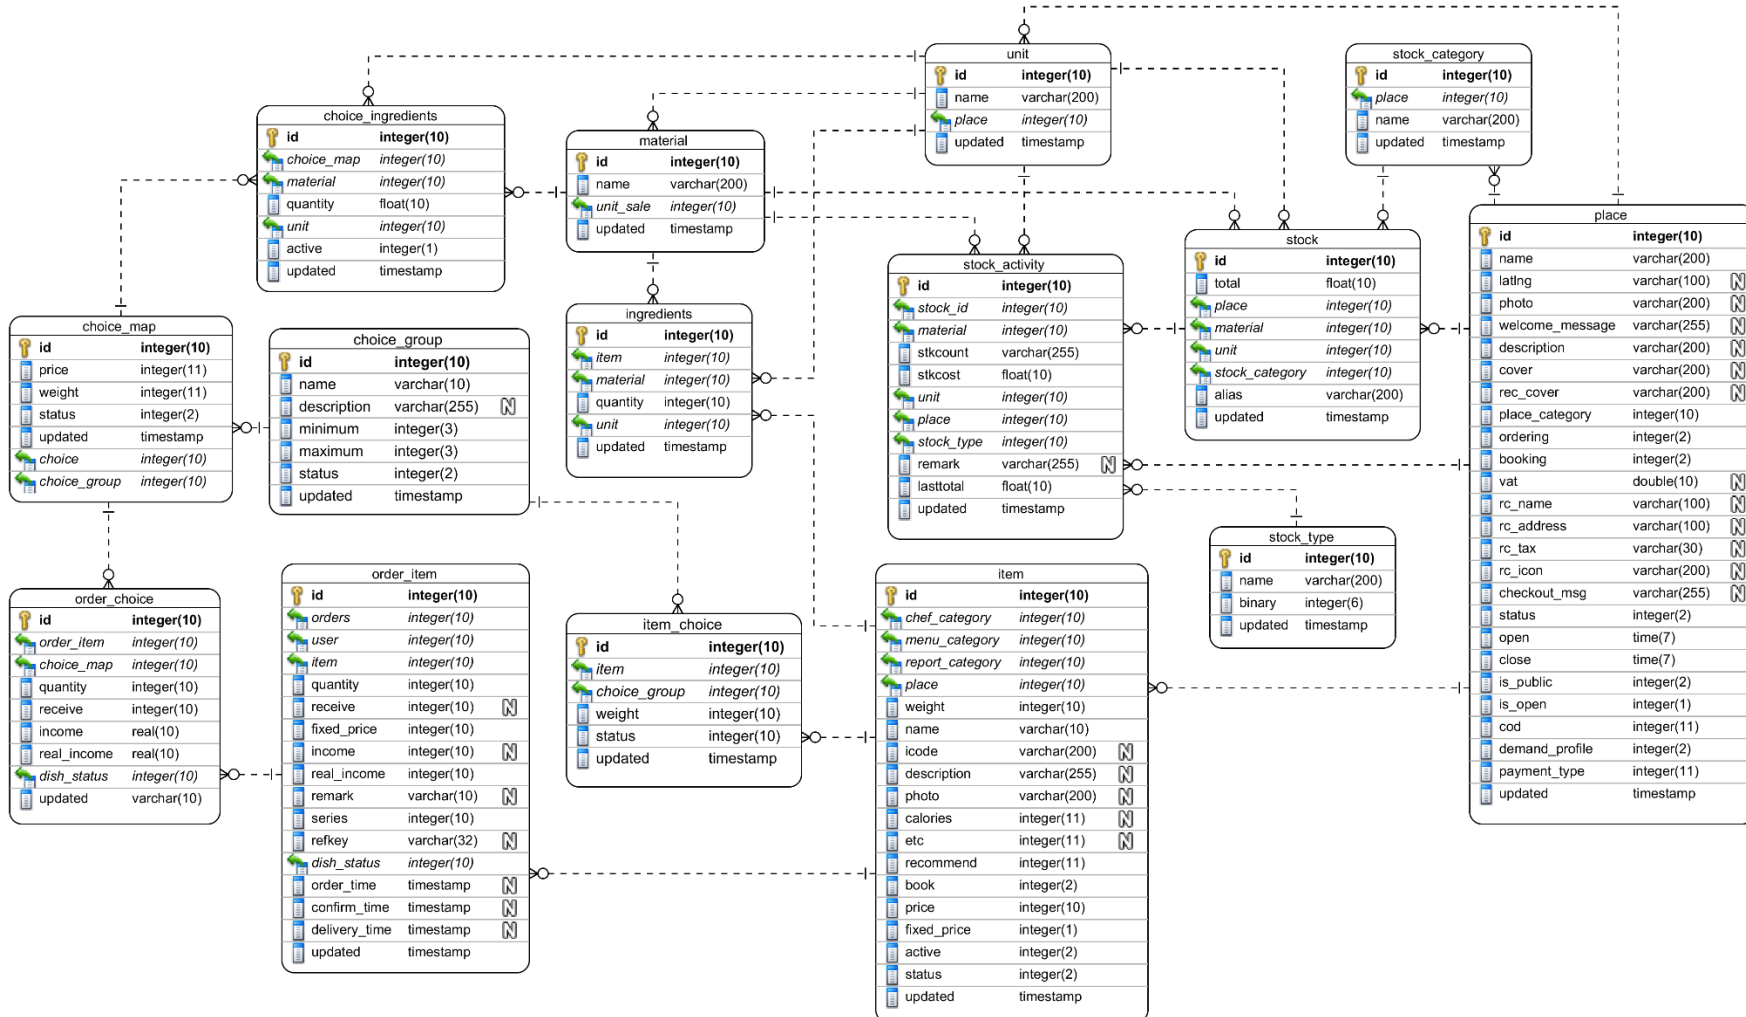 unit
id integer(10)
name varchar(200)
place integer(10)
updated timestamp
stock_category
id integer(10)
place integer(10)
name varchar(200)
updated timestamp
choice_ingredients
id integer(10)
choice_map integer(10)
material integer(10)
quantity float(10)
unit integer(10)
active integer(1)
updated timestamp
material
id integer(10)
name varchar(200)
unit_sale integer(10)
updated timestamp
place
id integer(10)
name varchar(200)
latlng varchar(100) N
photo varchar(200) N
welcome_message varchar(255) N
description varchar(200) N
cover varchar(200) N
rec_cover varchar(200) N
place_category integer(10)
ordering integer(2)
booking integer(2)
vat double(10) N
rc_name varchar(100) N
rc_address varchar(100) N
rc_tax varchar(30) N
rc_icon varchar(200) N
checkout_msg varchar(255) N
status integer(2)
open time(7)
close time(7)
is_public integer(2)
is_open integer(1)
cod integer(11)
demand_profile integer(2)
payment_type integer(11)
updated timestamp
stock
id integer(10)
total float(10)
place integer(10)
material integer(10)
unit integer(10)
stock_category integer(10)
alias varchar(200)
updated timestamp
stock_activity
id integer(10)
stock_id integer(10)
material integer(10)
stkcount varchar(255)
stkcost float(10)
unit integer(10)
place integer(10)
stock_type integer(10)
remark varchar(255) N
lasttotal float(10)
updated timestamp
ingredients
id integer(10)
item integer(10)
material integer(10)
quantity integer(10)
unit integer(10)
updated timestamp
choice_map
id integer(10)
price integer(11)
weight integer(11)
status integer(2)
updated timestamp
choice integer(10)
choice_group integer(10)
choice_group
id integer(10)
name varchar(10)
description varchar(255) N
minimum integer(3)
maximum integer(3)
status integer(2)
updated timestamp
stock_type
id integer(10)
name varchar(200)
binary integer(6)
updated timestamp
order_choice
id integer(10)
order_item integer(10)
choice_map integer(10)
quantity integer(10)
receive integer(10)
income real(10)
real_income real(10)
dish_status integer(10)
updated varchar(10)
order_item
id integer(10)
orders integer(10)
user integer(10)
item integer(10)
quantity integer(10)
receive integer(10) N
fixed_price integer(10)
income integer(10) N
real_income integer(10)
remark varchar(10) N
series integer(10)
refkey varchar(32) N
dish_status integer(10)
order_time timestamp N
confirm_time timestamp N
delivery_time timestamp N
updated timestamp
item_choice
id integer(10)
item integer(10)
choice_group integer(10)
weight integer(10)
status integer(10)
updated timestamp
item
id integer(10)
chef_category integer(10)
menu_category integer(10)
report_category integer(10)
place integer(10)
weight integer(10)
name varchar(10)
icode varchar(200) N
description varchar(255) N
photo varchar(200) N
calories integer(11) N
etc integer(11) N
recommend integer(11)
book integer(2)
price integer(10)
fixed_price integer(1)
active integer(2)
status integer(2)
updated timestamp